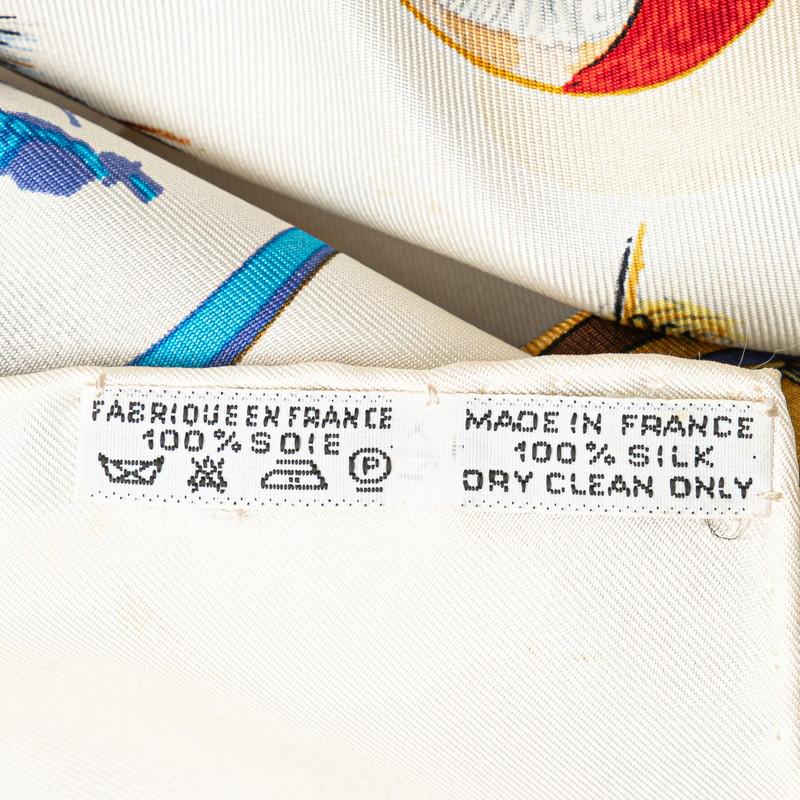 FABRIQUE EN FRANCE
100 % SOIE
P
MADE IN FRANCE
100 % SILK
DRY CLEAN ONLY